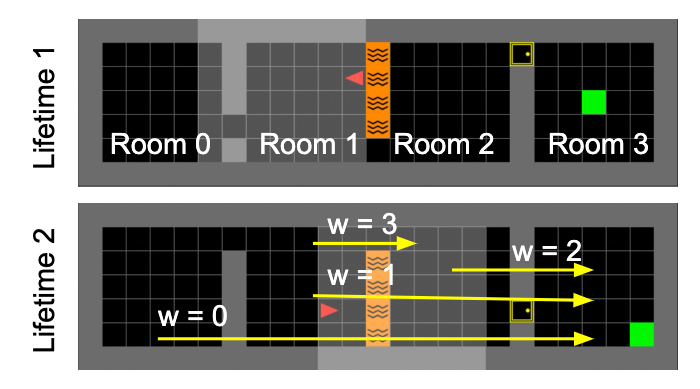 Lifetime 1
Room 0
Room 1
Room 2
Room 3
Lifetime 2
w = 3
w = 2
w = 1
w = 0